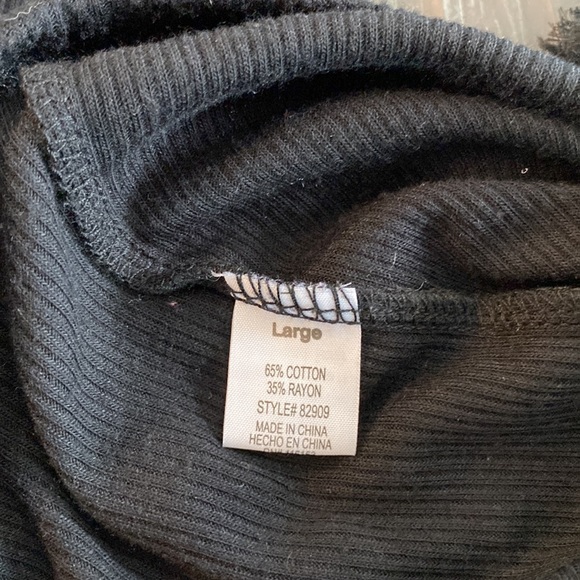 Large
65% COTTON
35% RAYON
STYLE# 82909
MADE IN CHINA
HECHO EN CHINA